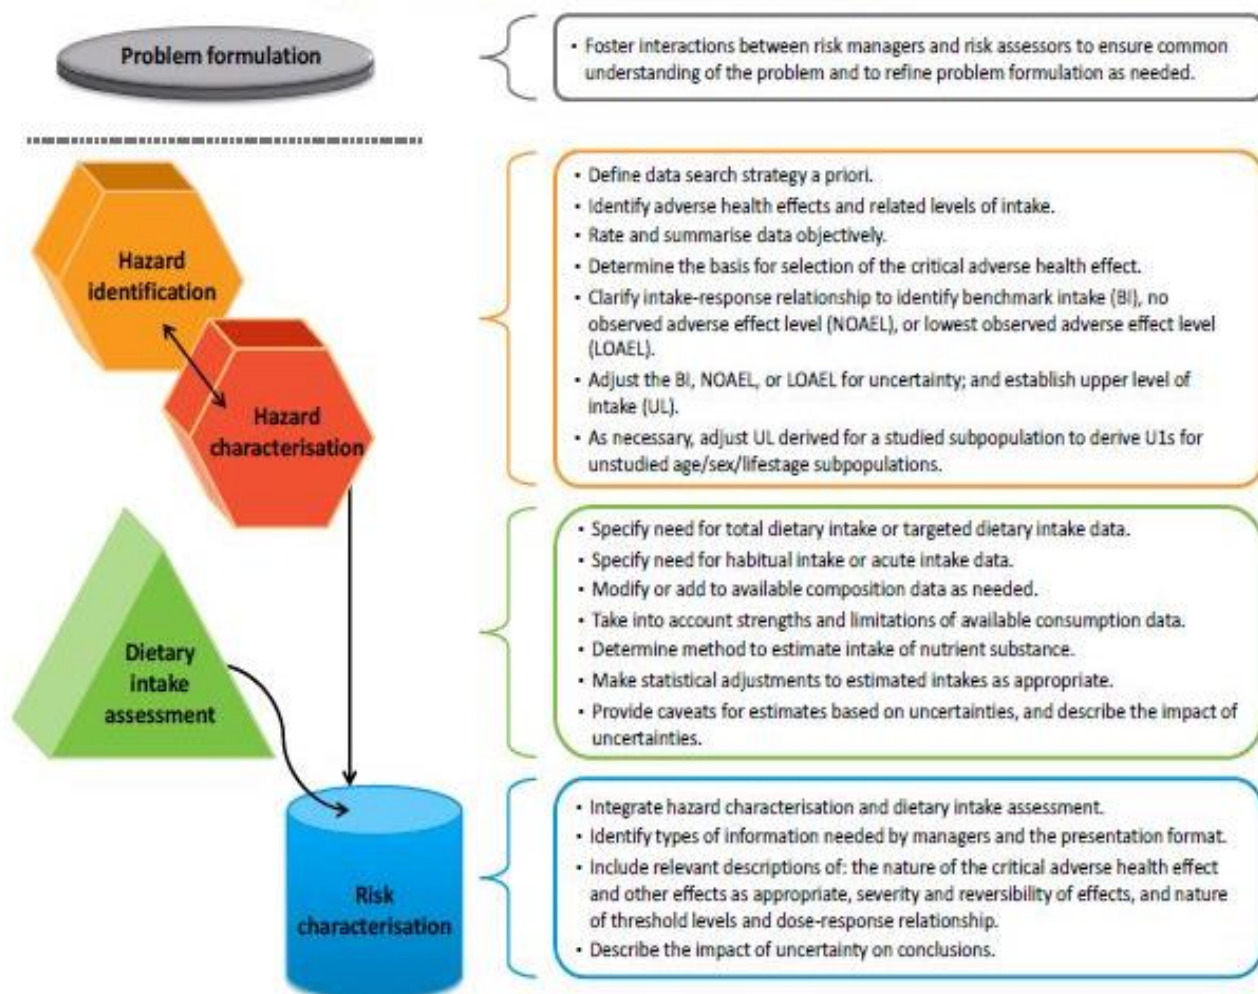 Problem formulation
• Foster interactions between risk managers and risk assessors to ensure common
understanding of the problem and to refine problem formulation as needed.
Hazard
identification
Hazard
characterisation
• Define data search strategy a priori.
• Identify adverse health effects and related levels of intake.
• Rate and summarise data objectively.
• Determine the basis for selection of the critical adverse health effect.
• Clarify intake-response relationship to identify benchmark intake (BI), no
observed adverse effect level (NOAEL), or lowest observed adverse effect level
(LOAEL).
• Adjust the BI, NOAEL, or LOAEL for uncertainty; and establish upper level of
intake (UL).
• As necessary, adjust UL derived for a studied subpopulation to derive U1s for
unstudied age/sex/lifestage subpopulations.
Dietary
intake
assessment
• Specify need for total dietary intake or targeted dietary intake data.
• Specify need for habitual intake or acute intake data.
• Modify or add to available composition data as needed.
• Take into account strengths and limitations of available consumption data.
• Determine method to estimate intake of nutrient substance.
• Make statistical adjustments to estimated intakes as appropriate.
• Provide caveats for estimates based on uncertainties, and describe the impact of
uncertainties.
Risk
characterisation
• Integrate hazard characterisation and dietary intake assessment.
• Identify types of information needed by managers and the presentation format.
• Include relevant descriptions of: the nature of the critical adverse health effect
and other effects as appropriate, severity and reversibility of effects, and nature
of threshold levels and dose-response relationship.
• Describe the impact of uncertainty on conclusions.